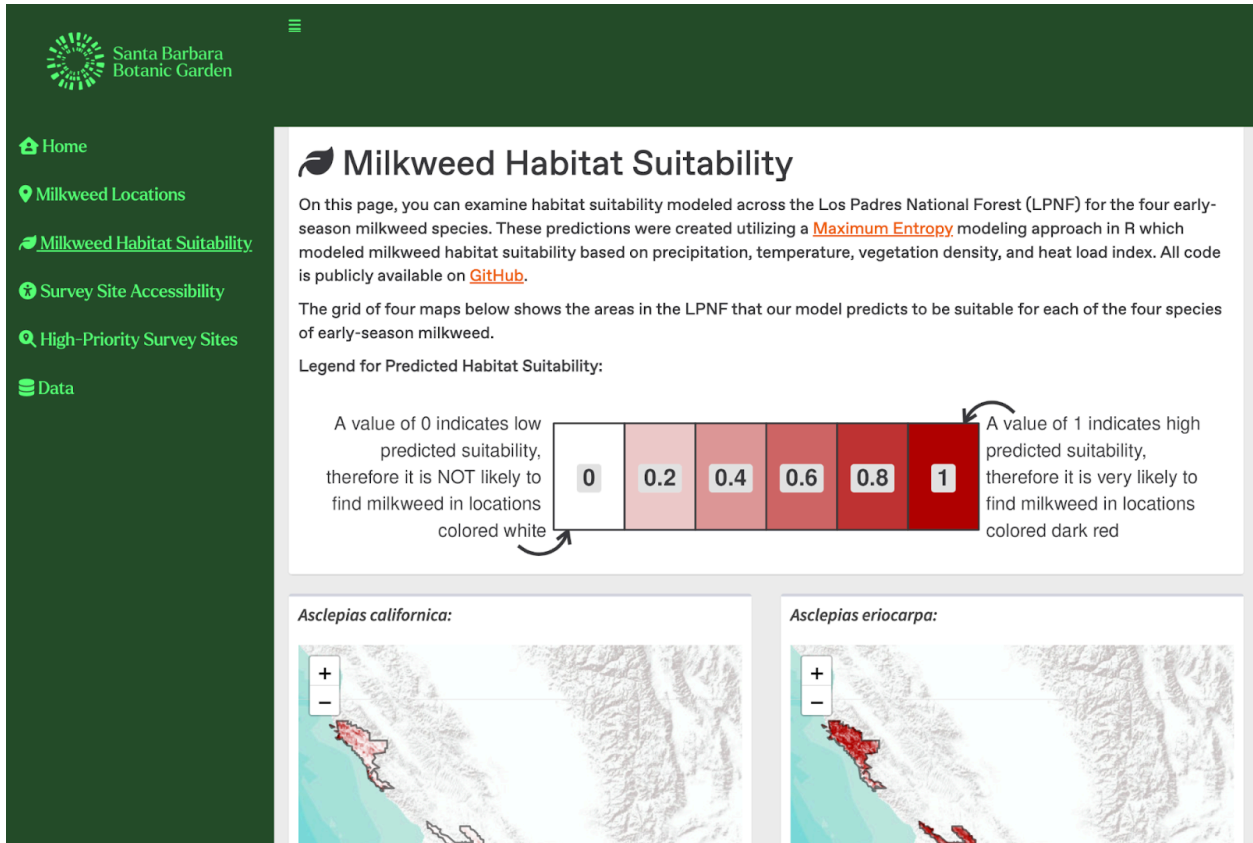 Santa Barbara
Botanic Garden
Home
Milkweed Locations
Milkweed Habitat Suitability
Survey Site Accessibility
High-Priority Survey Sites
Data
Milkweed Habitat Suitability
On this page, you can examine habitat suitability modeled across the Los Padres National Forest (LPNF) for the four early-
season milkweed species. These predictions were created utilizing a Maximum Entropy modeling approach in R which
modeled milkweed habitat suitability based on precipitation, temperature, vegetation density, and heat load index. All code
is publicly available on GitHub.
The grid of four maps below shows the areas in the LPNF that our model predicts to be suitable for each of the four species
of early-season milkweed.
Legend for Predicted Habitat Suitability:
A value of 0 indicates low
predicted suitability,
therefore it is NOT likely to
find milkweed in locations
colored white
0 0.2 0.4 0.6 0.8 1
A value of 1 indicates high
predicted suitability,
therefore it is very likely to
find milkweed in locations
colored dark red
Asclepias californica:
+
−
Asclepias eriocarpa:
+
−